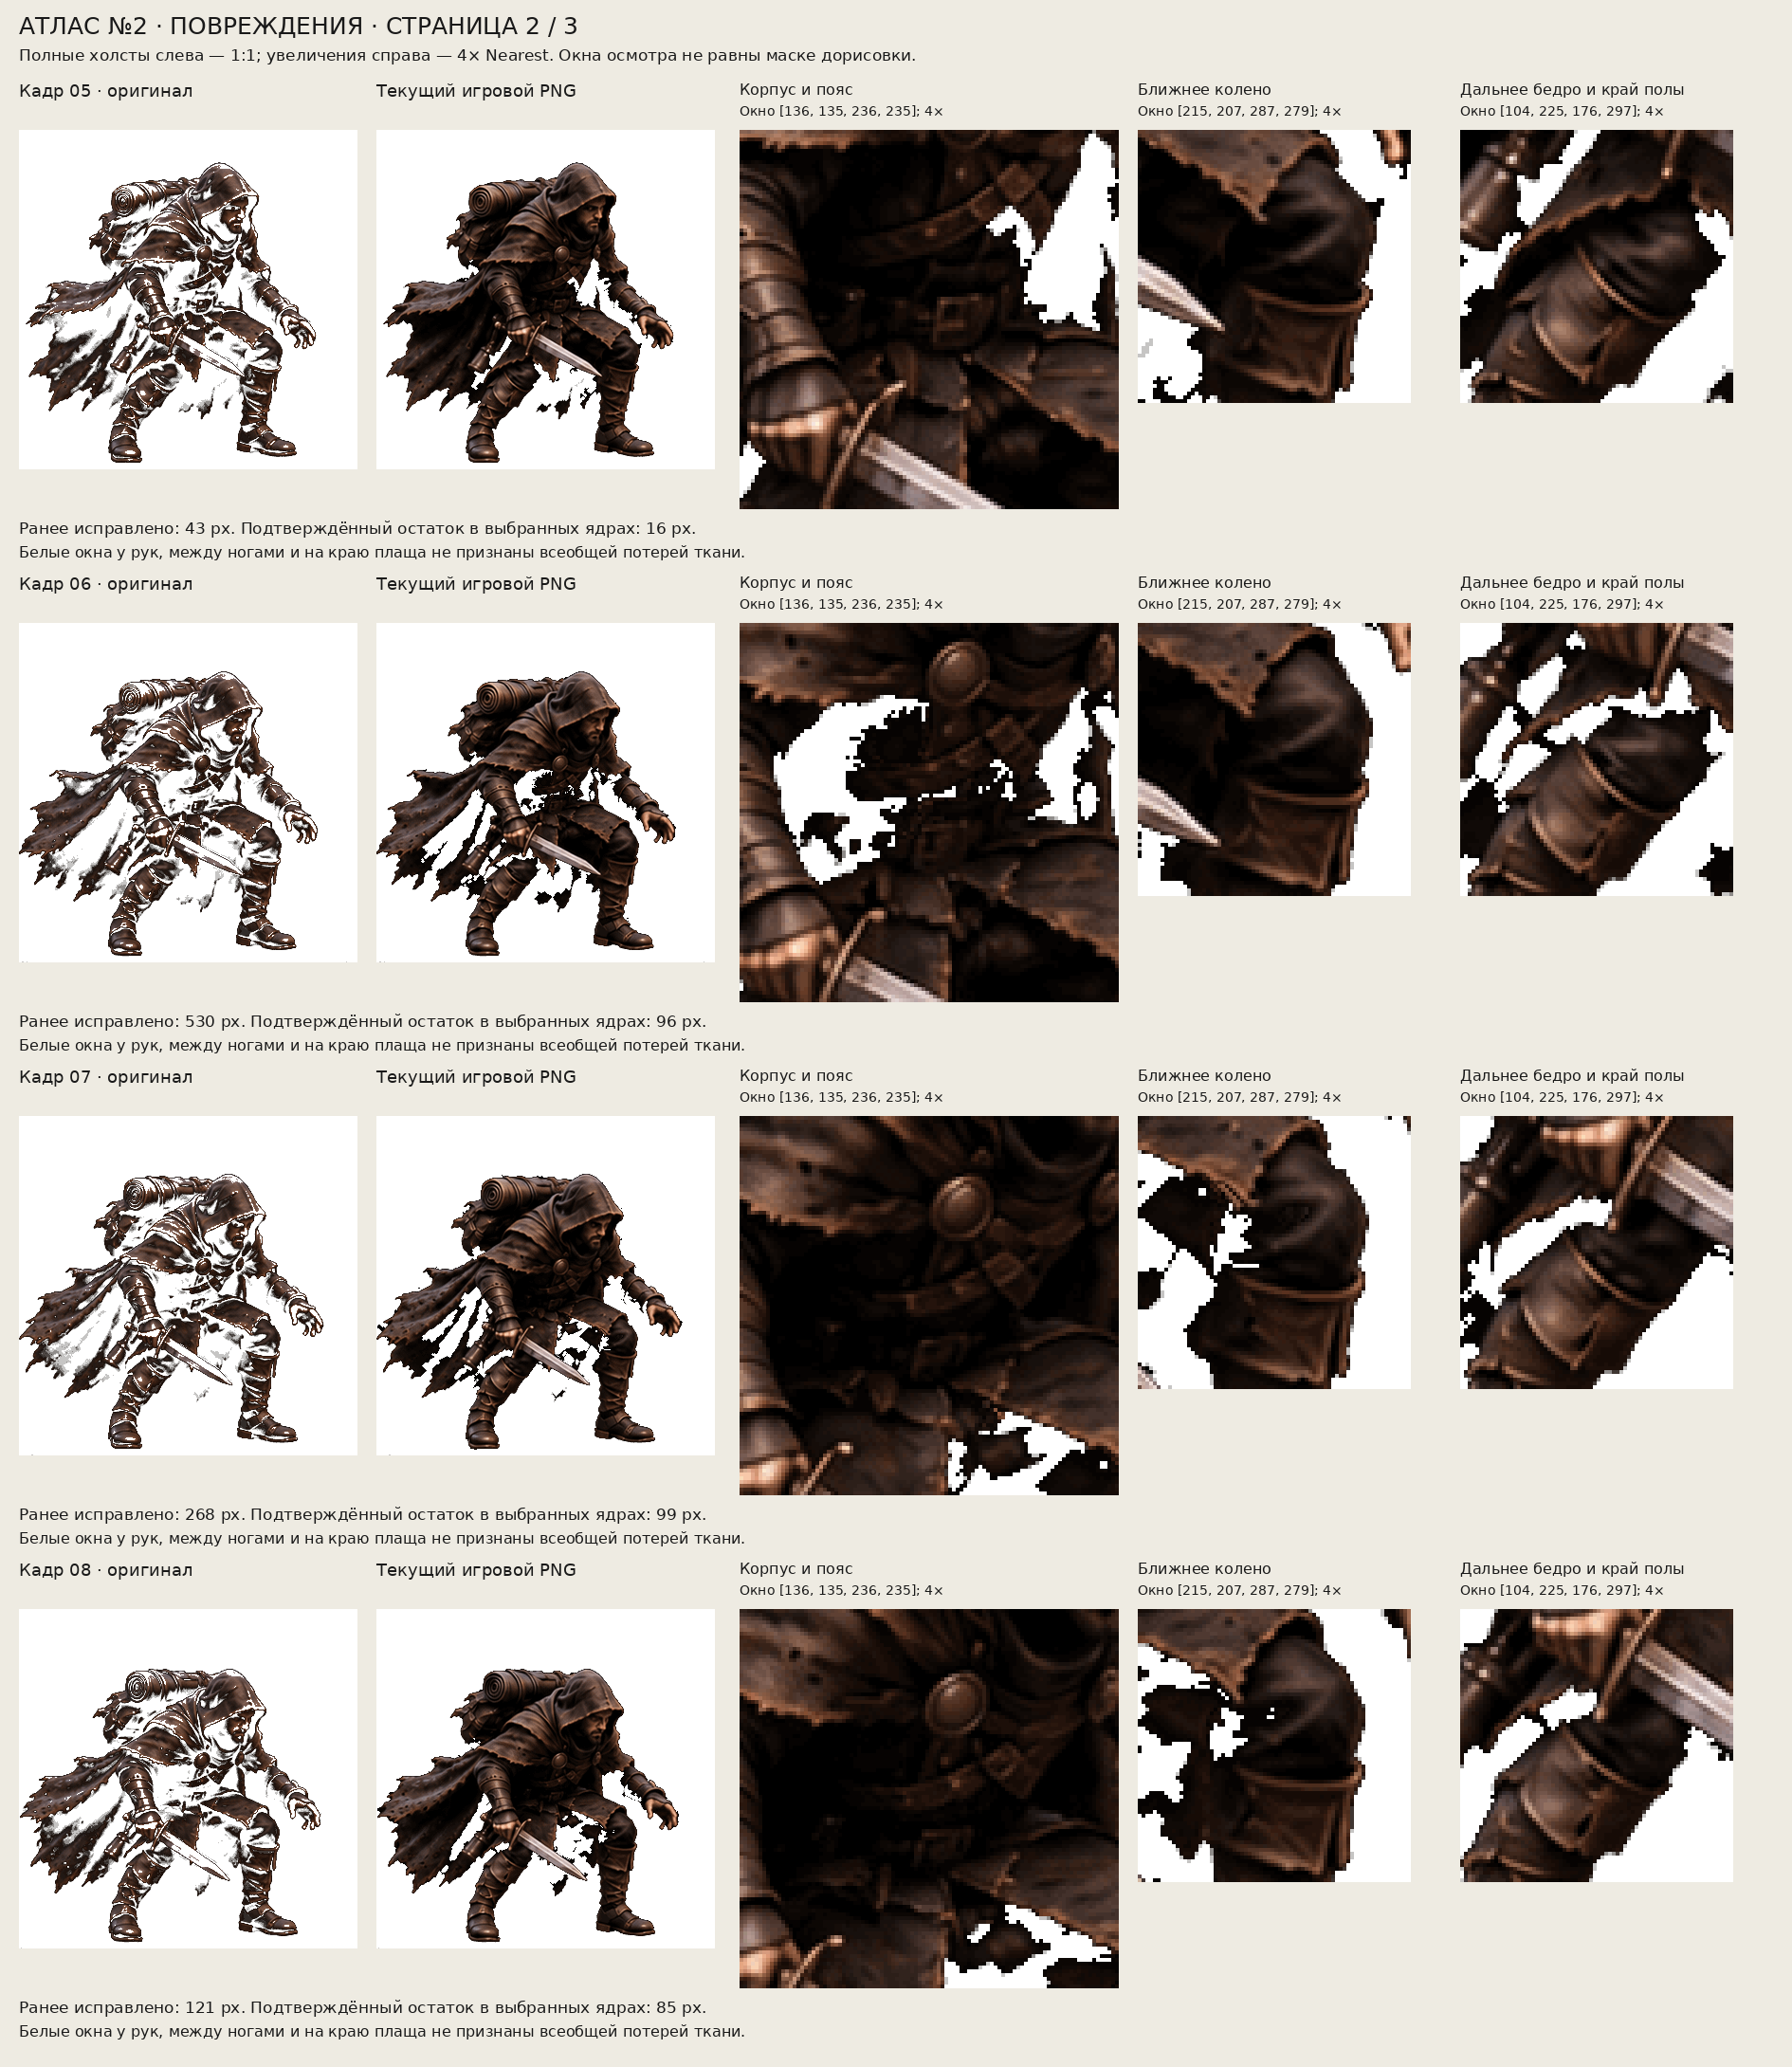 АТЛАС №2 · ПОВРЕЖДЕНИЯ · СТРАНИЦА 2 / 3
Полные холсты слева — 1:1; увеличения справа — 4× Nearest. Окна осмотра не равны маске дорисовки.
Кадр 05 · оригинал
Текущий игровой PNG
Корпус и пояс
Окно [136, 135, 236, 235]; 4×
Ближнее колено
Окно [215, 207, 287, 279]; 4×
Дальнее бедро и край полы
Окно [104, 225, 176, 297]; 4×
Ранее исправлено: 43 px. Подтверждённый остаток в выбранных ядрах: 16 px.
Белые окна у рук, между ногами и на краю плаща не признаны всеобщей потерей ткани.
Кадр 06 · оригинал
Текущий игровой PNG
Корпус и пояс
Окно [136, 135, 236, 235]; 4×
Ближнее колено
Окно [215, 207, 287, 279]; 4×
Дальнее бедро и край полы
Окно [104, 225, 176, 297]; 4×
Ранее исправлено: 530 px. Подтверждённый остаток в выбранных ядрах: 96 px.
Белые окна у рук, между ногами и на краю плаща не признаны всеобщей потерей ткани.
Кадр 07 · оригинал
Текущий игровой PNG
Корпус и пояс
Окно [136, 135, 236, 235]; 4×
Ближнее колено
Окно [215, 207, 287, 279]; 4×
Дальнее бедро и край полы
Окно [104, 225, 176, 297]; 4×
Ранее исправлено: 268 px. Подтверждённый остаток в выбранных ядрах: 99 px.
Белые окна у рук, между ногами и на краю плаща не признаны всеобщей потерей ткани.
Кадр 08 · оригинал
Текущий игровой PNG
Корпус и пояс
Окно [136, 135, 236, 235]; 4×
Ближнее колено
Окно [215, 207, 287, 279]; 4×
Дальнее бедро и край полы
Окно [104, 225, 176, 297]; 4×
Ранее исправлено: 121 px. Подтверждённый остаток в выбранных ядрах: 85 px.
Белые окна у рук, между ногами и на краю плаща не признаны всеобщей потерей ткани.